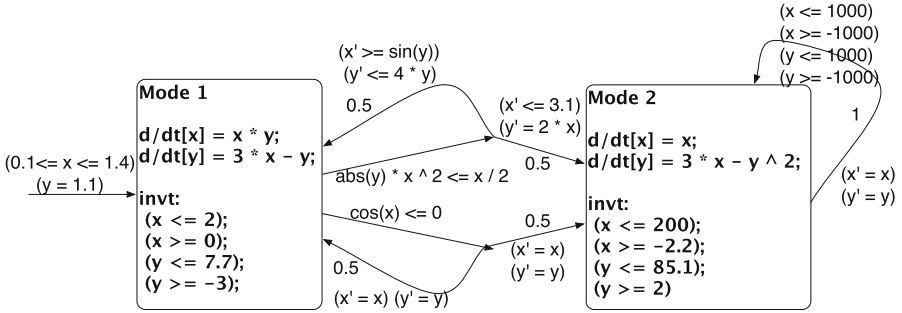 (x <= 1000)
(x >= -1000)
(y <= 1000)
(y >= -1000)
(x' >= sin(y))
(y' <= 4 * y)
0.5
Mode 1
d/dt[x] = x * y;
d/dt[y] = 3 * x - y;
invt:
(x <= 2);
(x >= 0);
(y <= 7.7);
(y >= -3);
(0.1<= x <= 1.4)
(y = 1.1)
(x' <= 3.1)
(y' = 2 * x)
0.5
abs(y) * x ^ 2 <= x / 2
cos(x) <= 0
0.5
(x' = x)
(y' = y)
0.5
(x' = x) (y' = y)
Mode 2
d/dt[x] = x;
d/dt[y] = 3 * x - y ^ 2;
invt:
(x <= 200);
(x >= -2.2);
(y <= 85.1);
(y >= 2)
1
(x' = x)
(y' = y)